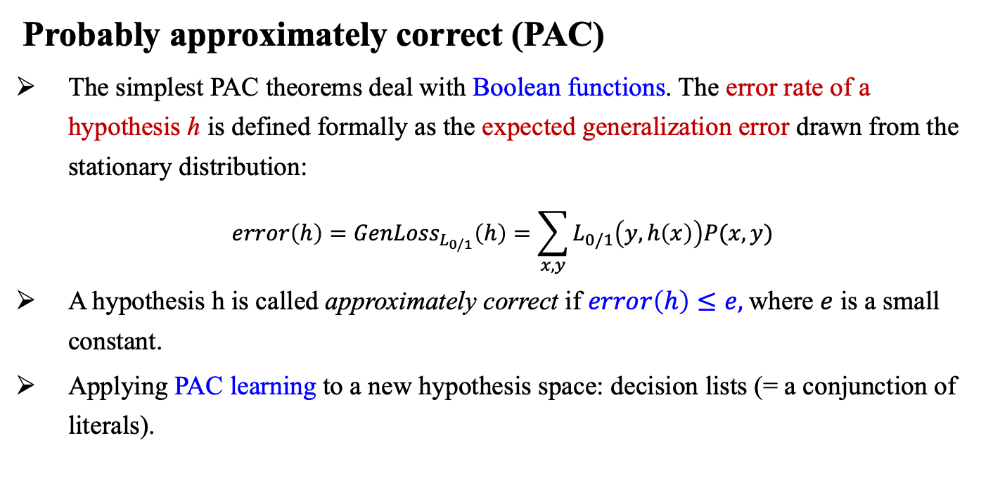 Probably approximately correct (PAC)
➢ The simplest PAC theorems deal with Boolean functions. The error rate of a
hypothesis h is defined formally as the expected generalization error drawn from the
stationary distribution:
error(h) = GenLoss_{L_{0/1}}(h) = ∑_{x,y} L_{0/1}(y, h(x))P(x, y)
➢ A hypothesis h is called approximately correct if error(h) ≤ e, where e is a small
constant.
➢ Applying PAC learning to a new hypothesis space: decision lists (= a conjunction of
literals).